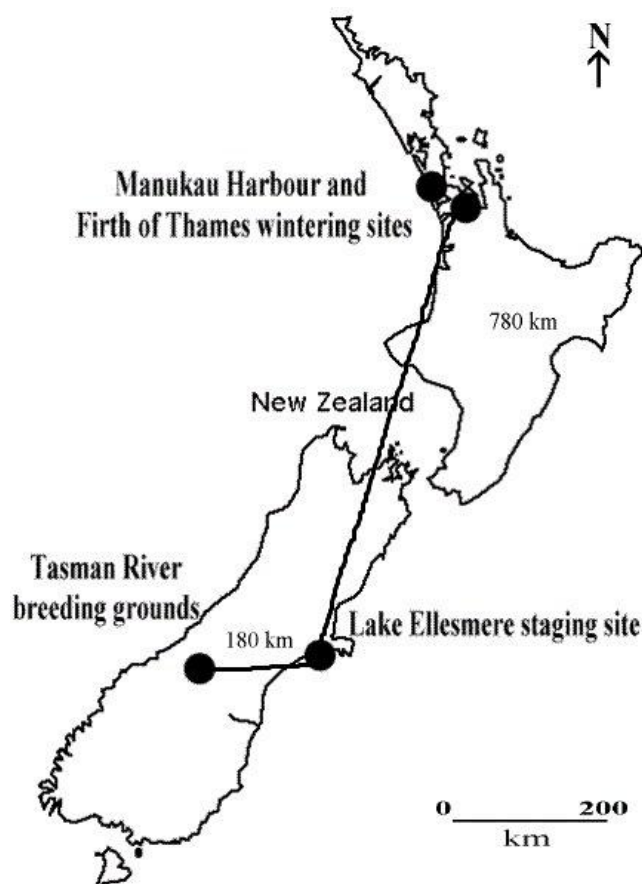 N
Manukau Harbour and
Firth of Thames wintering sites
780 km
New Zealand
Tasman River
breeding grounds
180 km
Lake Ellesmere staging site
0 200
km